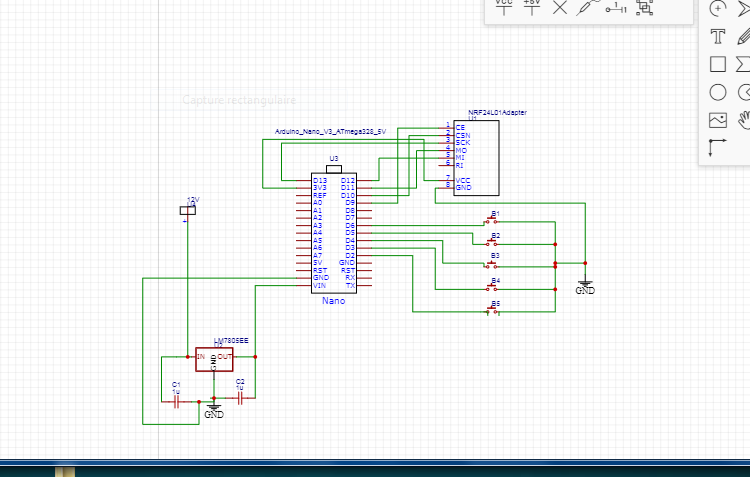 VCC +5V
T
Capture rectangulaire
NRF24L01Adapter
U1
Arduino_Nano_V3_ATmega328_5V
U3
1 CE
2 CSN
3 SCK
4 MO
5 MI
6 RI
7 VCC
8 GND
D13 D12
3V3 D11
REF D10
A0 D9
A1 D8
A2 D7
A3 D6
A4 D5
A5 D4
A6 D3
A7 D2
5V GND
RST RST
GND RX
VIN TX
Nano
12V
+
B1
B2
B3
B4
B5
GND
LM7805EE
IN OUT
GND
C1
1u
C2
1u
GND